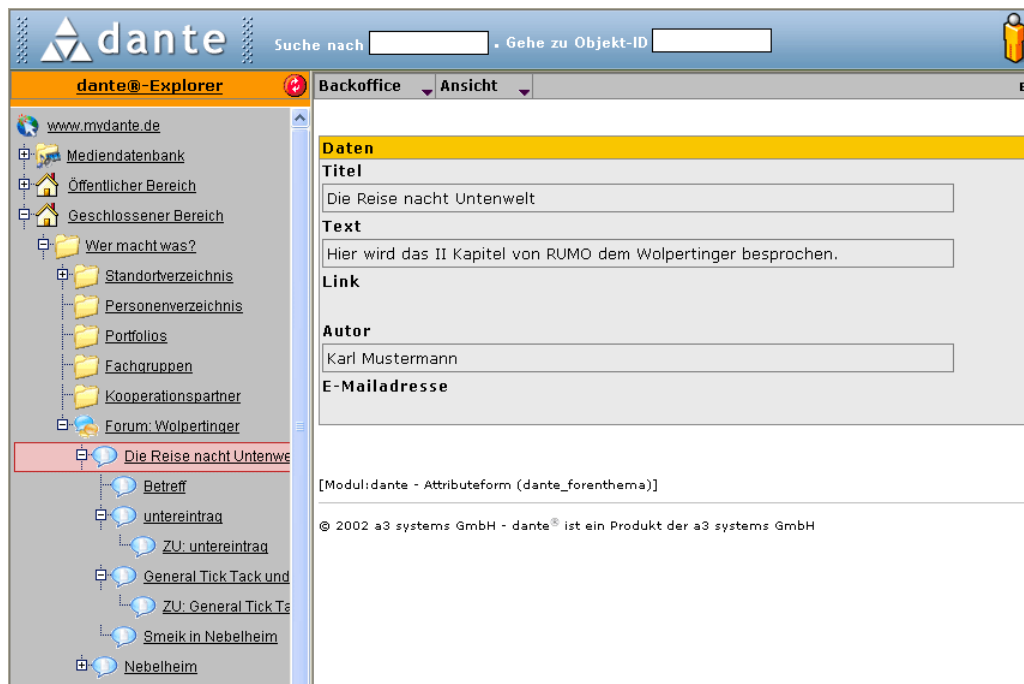 dante
Suche nach . Gehe zu Objekt-ID
dante®-Explorer
Backoffice Ansicht
www.mydante.de
Mediendatenbank
Öffentlicher Bereich
Geschlossener Bereich
Wer macht was?
Standortverzeichnis
Personenverzeichnis
Portfolios
Fachgruppen
Kooperationspartner
Forum: Wolpertinger
Die Reise nacht Untenwe
Betreff
untereintrag
ZU: untereintrag
General Tick Tack und
ZU: General Tick Ta
Smeik in Nebelheim
Nebelheim
Daten
Titel
Die Reise nacht Untenwelt
Text
Hier wird das II Kapitel von RUMO dem Wolpertinger besprochen.
Link
Autor
Karl Mustermann
E-Mailadresse
[Modul:dante - Attributeform (dante_forenthema)]
© 2002 a3 systems GmbH - dante® ist ein Produkt der a3 systems GmbH